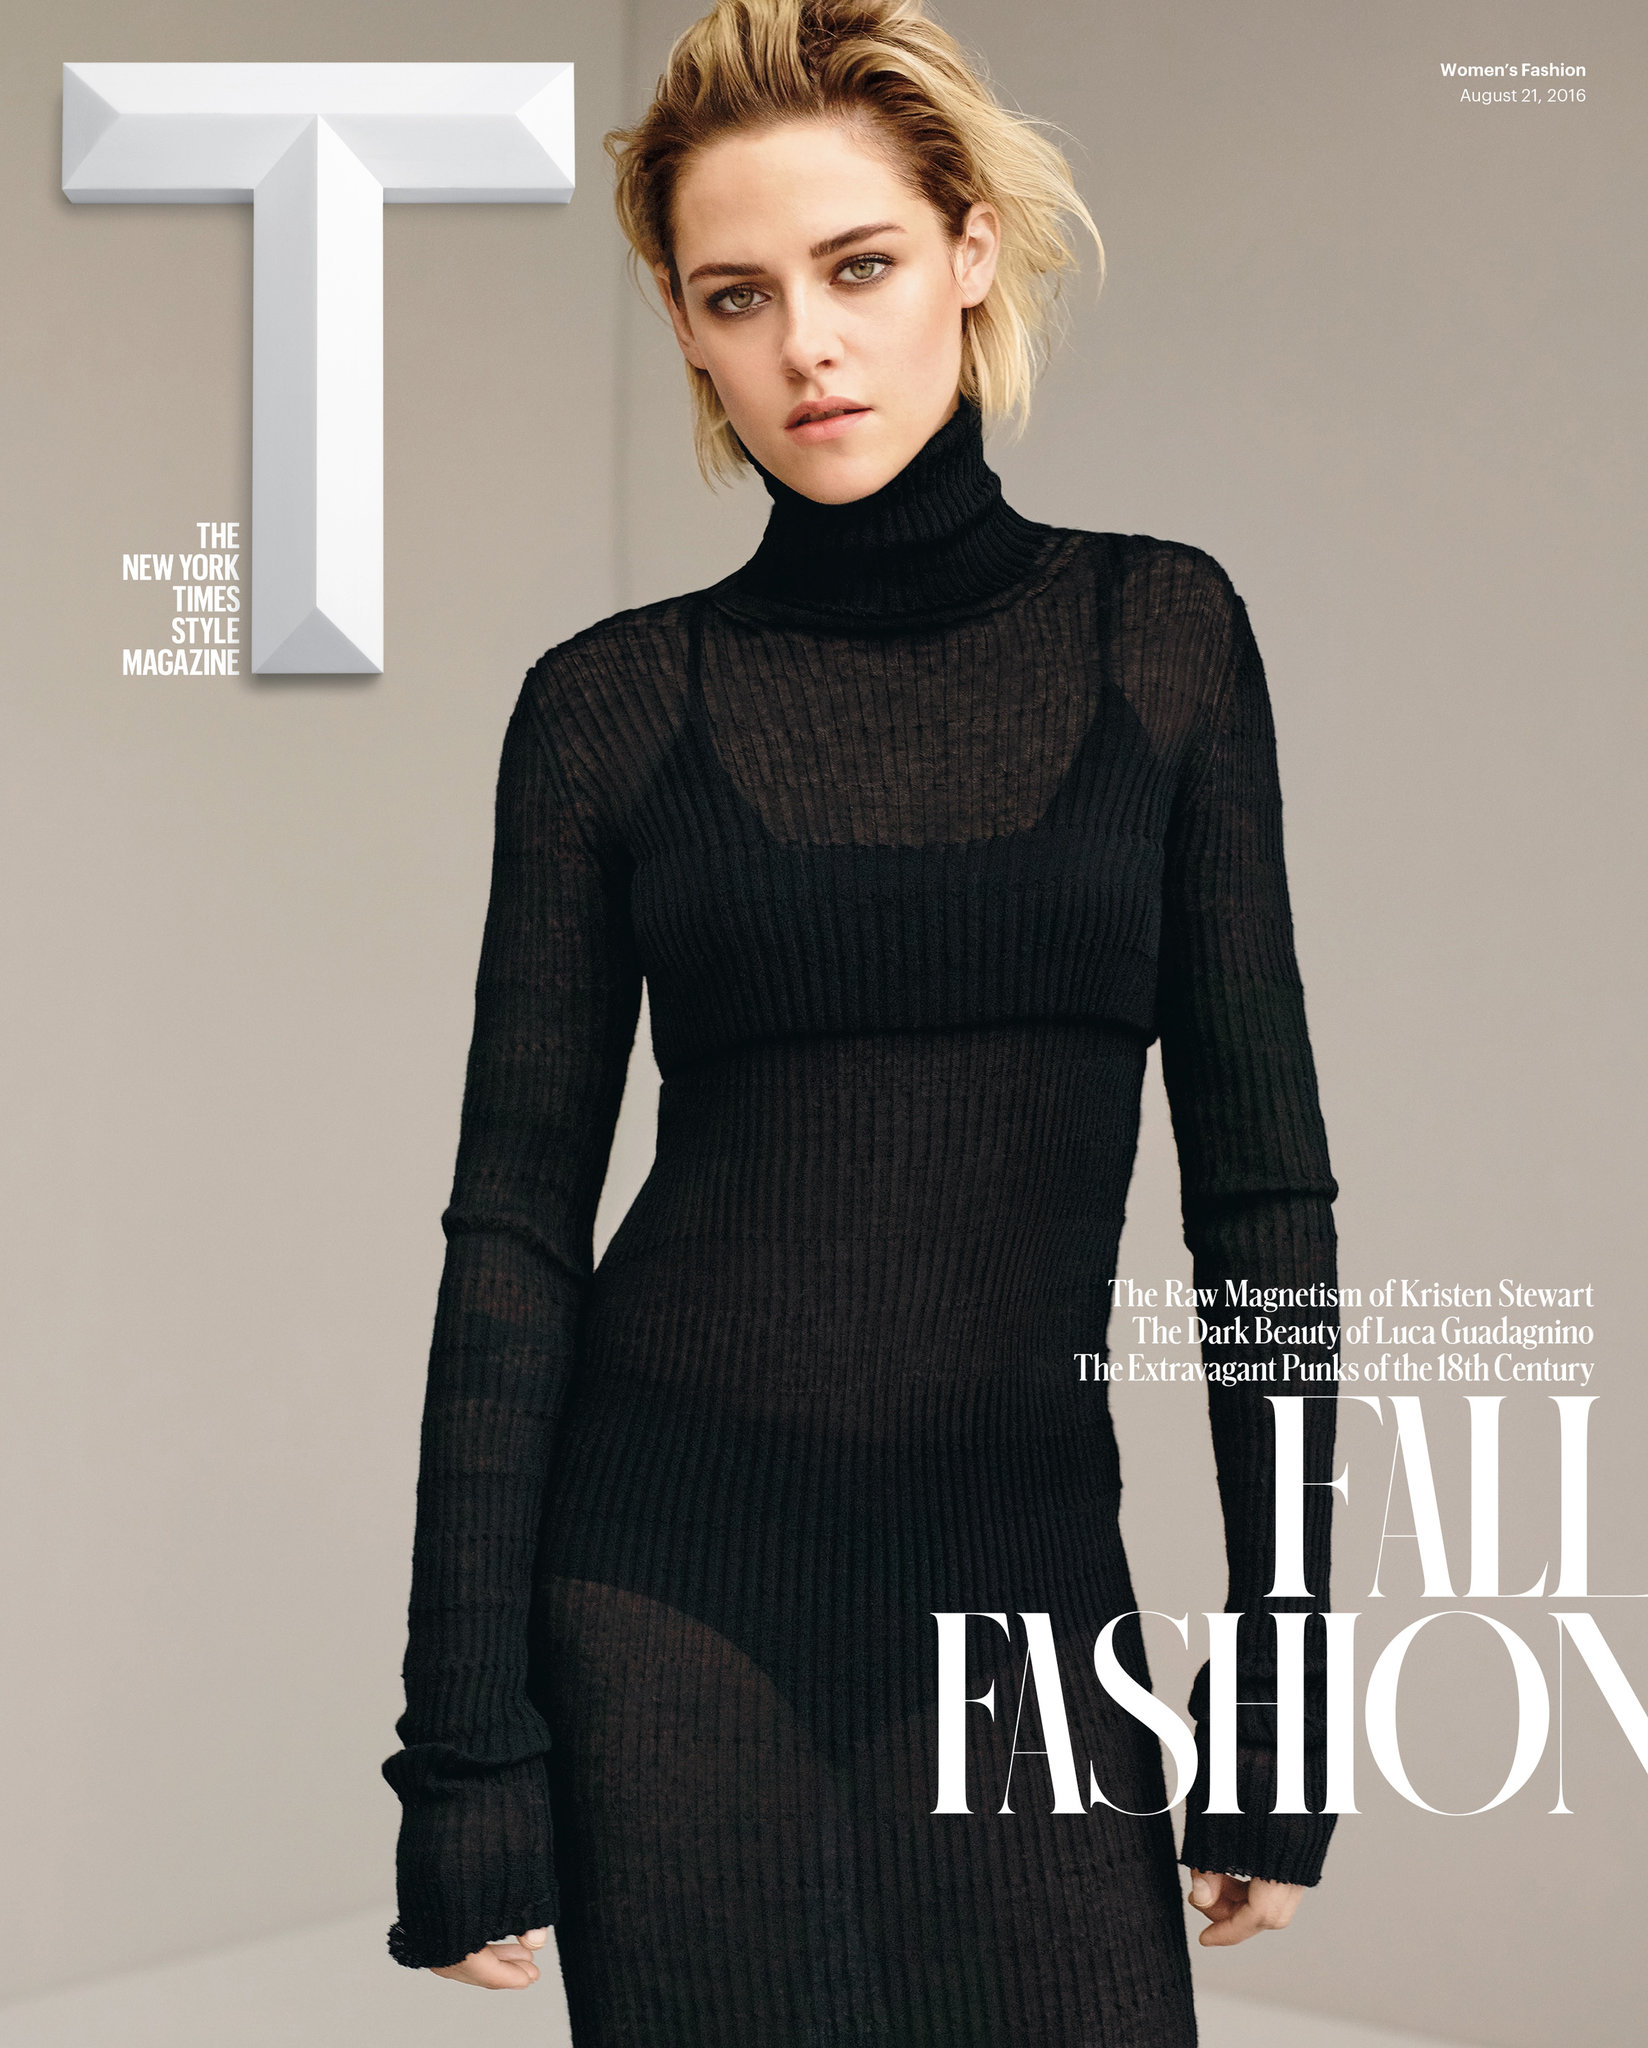 T
Women's Fashion
August 21, 2016
THE
NEW YORK
TIMES
STYLE
MAGAZINE
The Raw Magnetism of Kristen Stewart
The Dark Beauty of Luca Guadagnino
The Extravagant Punks of the 18th Century
FALL
FASHION